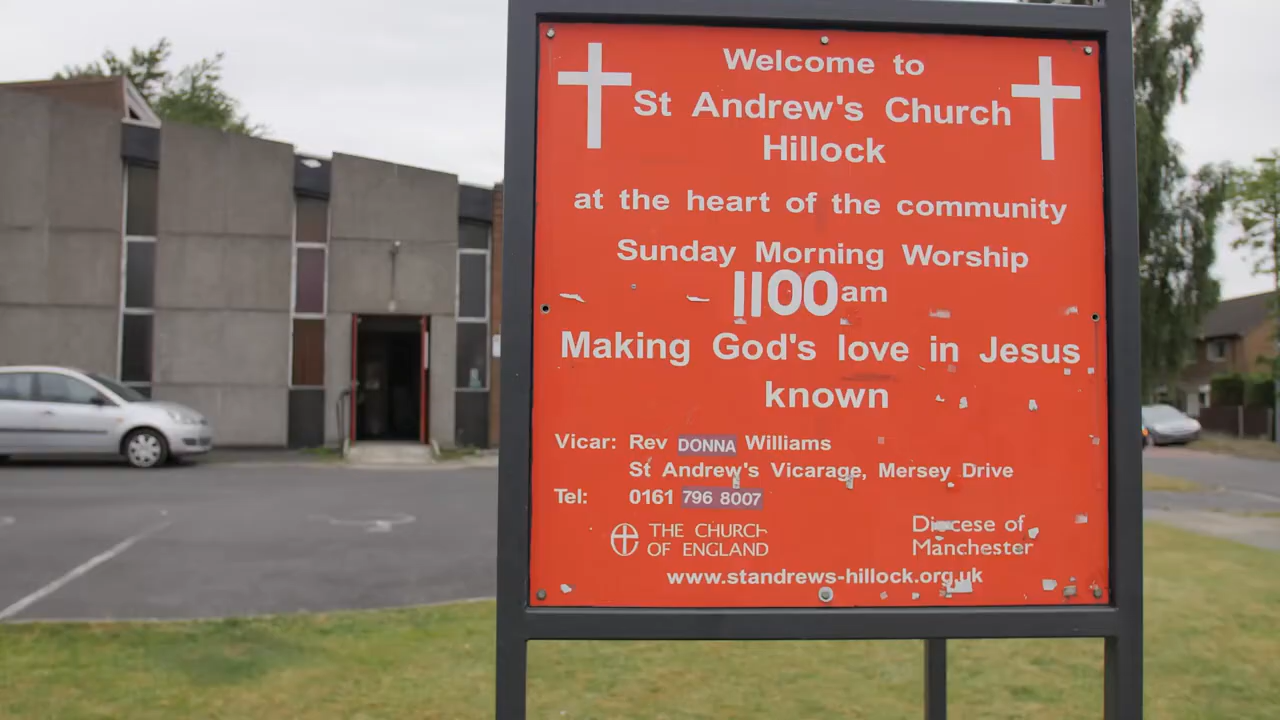 Welcome to
St Andrew's Church
Hillock
at the heart of the community
Sunday Morning Worship
1100am
Making God's love in Jesus
known
Vicar: Rev DONNA Williams
St Andrew's Vicarage, Mersey Drive
Tel: 0161 796 8007
THE CHURCH
OF ENGLAND
Diocese of
Manchester
www.standrews-hillock.org.uk